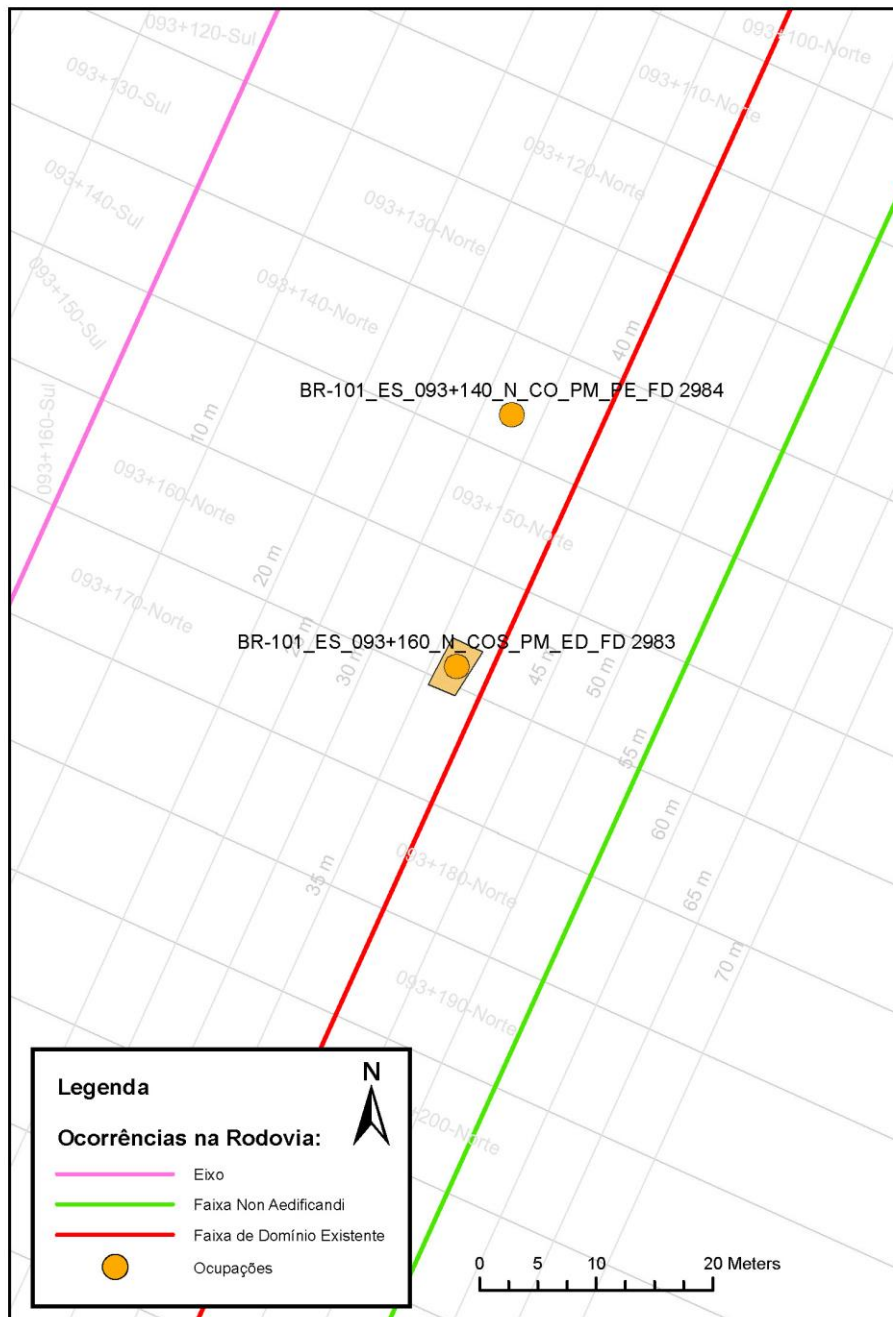 093+120-Sul
093+100-Norte
093+130-Sul
093+110-Norte
093+120-Norte
093+140-Sul
093+130-Norte
093+150-Sul
093+140-Norte
40 m
BR-101_ES_093+140_N_CO_PM_PE_FD 2984
093+160-Sul
10 m
093+160-Norte
093+150-Norte
20 m
093+170-Norte
BR-101_ES_093+160_N_COS_PM_ED_FD 2983
25 m
30 m
45 m
50 m
55 m
60 m
093+180-Norte
35 m
65 m
70 m
093+190-Norte
+200-Norte
Legenda
N
Ocorrências na Rodovia:
Eixo
Faixa Non Aedificandi
Faixa de Domínio Existente
Ocupações
0 5 10 20 Meters